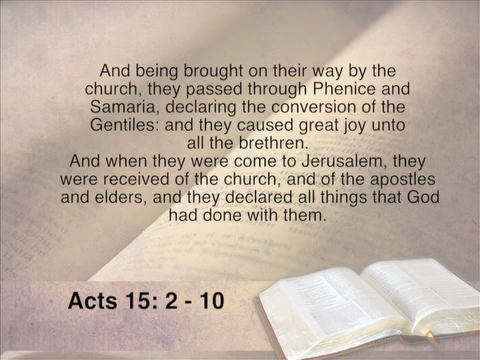 And being brought on their way by the
church, they passed through Phenice and
Samaria, declaring the conversion of the
Gentiles: and they caused great joy unto
all the brethren.
And when they were come to Jerusalem, they
were received of the church, and of the apostles
and elders, and they declared all things that God
had done with them.
Acts 15: 2 - 10